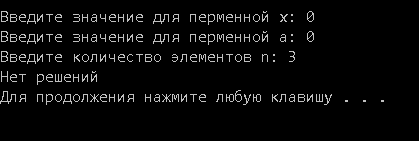 Введите значение для перменной x: 0
Введите значение для перменной a: 0
Введите количество элементов n: 3
Нет решений
Для продолжения нажмите любую клавишу . . .